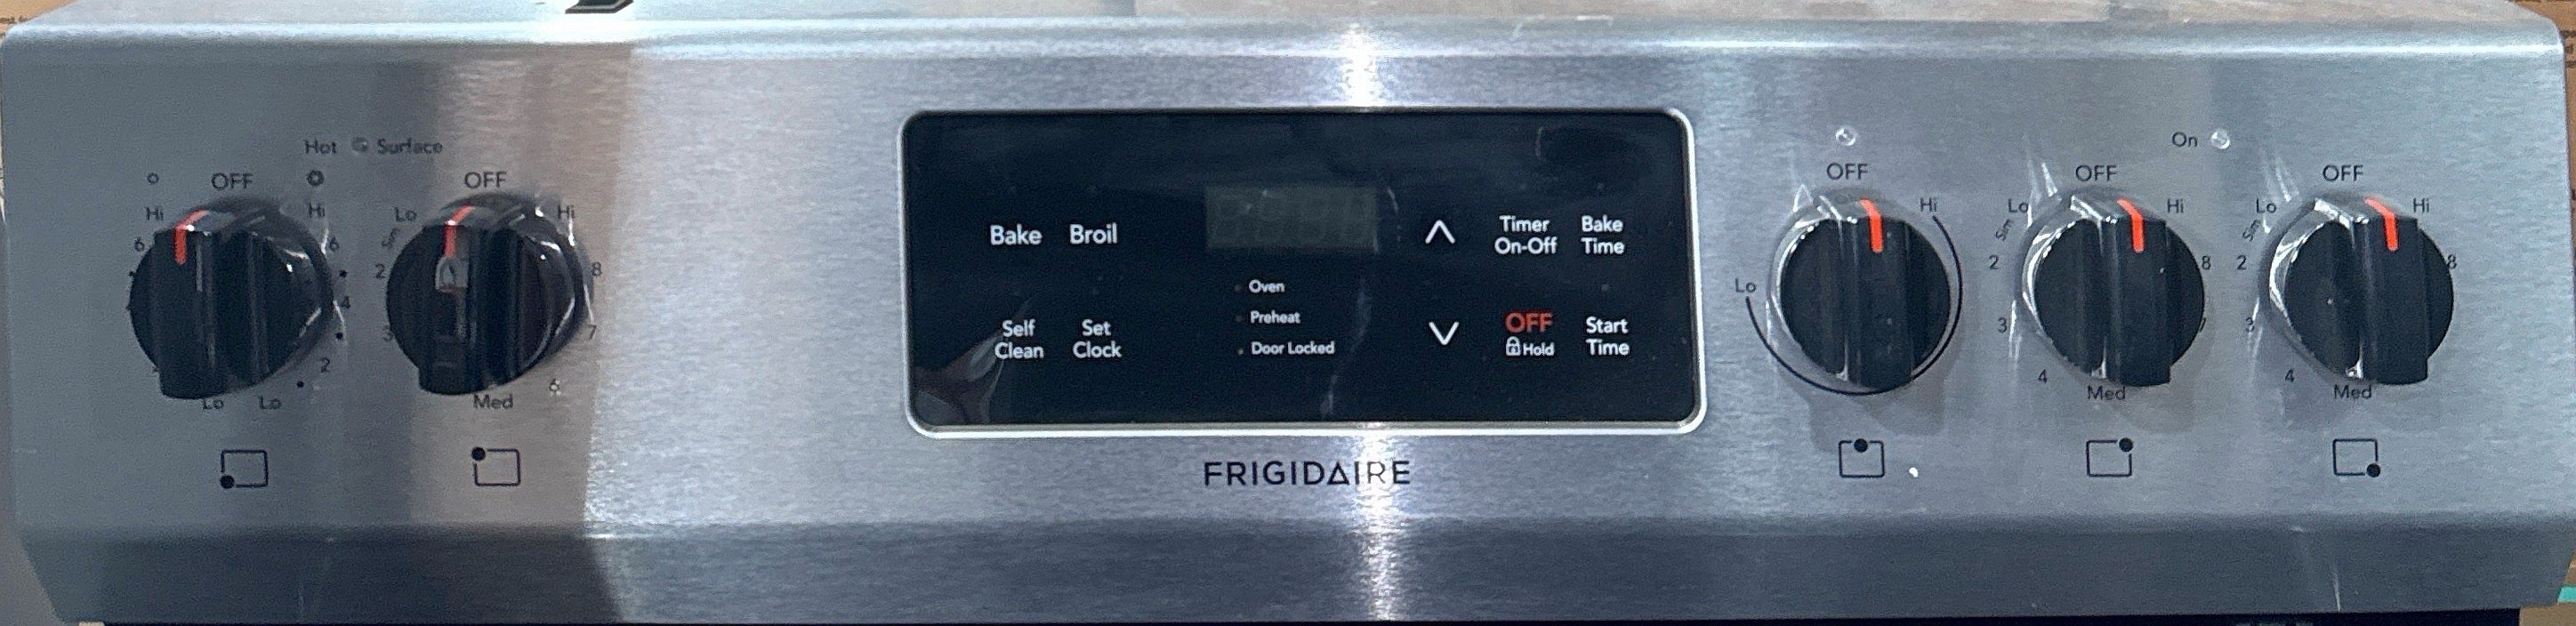 Hot Surface
OFF
Hi
Hi
6
6
4
2
Lo
Lo
OFF
Lo
Hi
Sim
2
8
3
7
6
Med
Bake
Broil
Self
Clean
Set
Clock
Oven
Preheat
Door Locked
Timer
On-Off
Bake
Time
OFF
Hold
Start
Time
FRIGIDAIRE
OFF
Hi
Lo
On
OFF
Lo
Hi
Sim
2
8
3
4
Med
OFF
Lo
Hi
Sim
2
8
3
4
Med